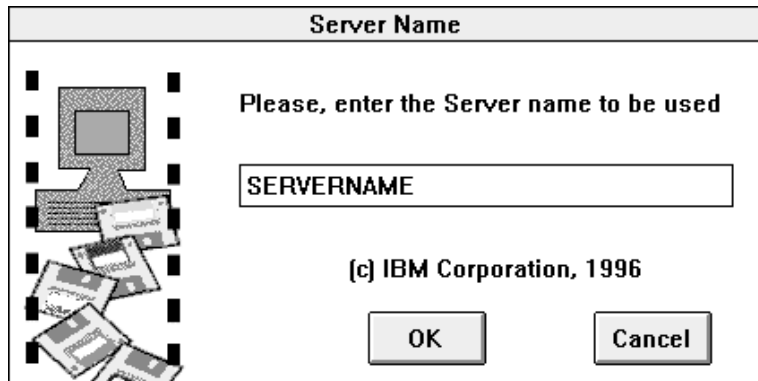 Server Name
Please, enter the Server name to be used
SERVERNAME
(c) IBM Corporation, 1996
OK
Cancel